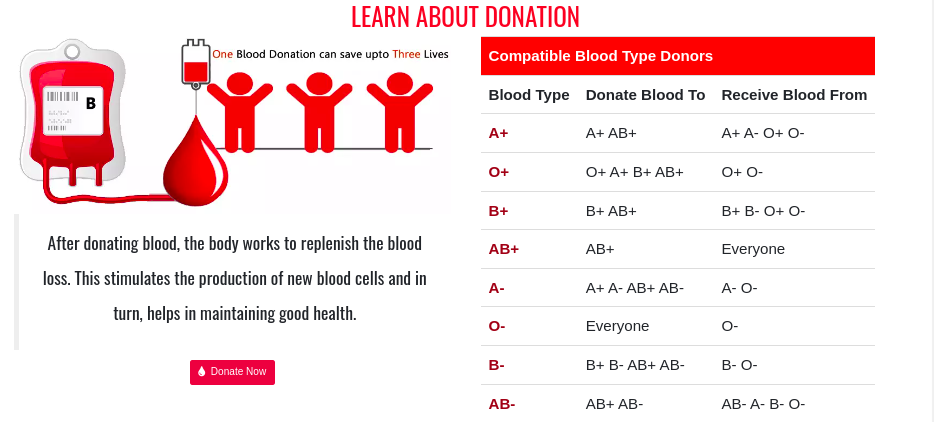 LEARN ABOUT DONATION
One Blood Donation can save upto Three Lives
B
After donating blood, the body works to replenish the blood
loss. This stimulates the production of new blood cells and in
turn, helps in maintaining good health.
Donate Now
Compatible Blood Type Donors
Blood Type Donate Blood To Receive Blood From
A+ A+ AB+ A+ A- O+ O-
O+ O+ A+ B+ AB+ O+ O-
B+ B+ AB+ B+ B- O+ O-
AB+ AB+ Everyone
A- A+ A- AB+ AB- A- O-
O- Everyone O-
B- B+ B- AB+ AB- B- O-
AB- AB+ AB- AB- A- B- O-